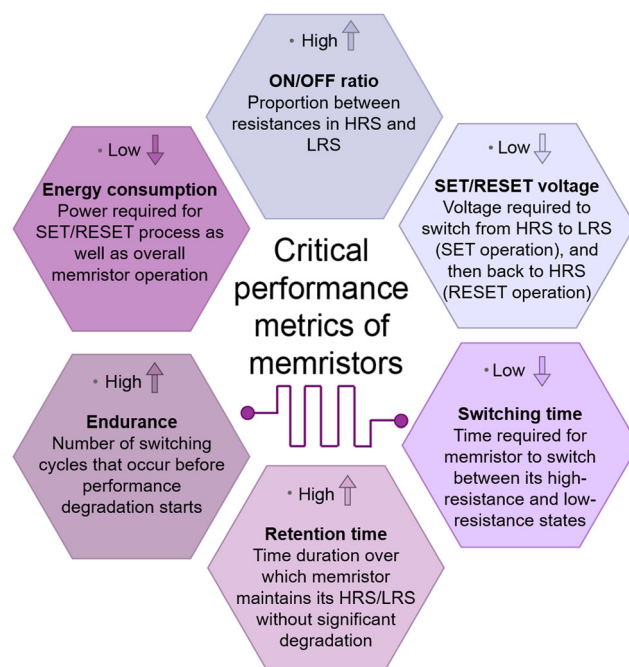 • High
ON/OFF ratio
Proportion between
resistances in HRS and
LRS
• Low
Energy consumption
Power required for
SET/RESET process as
well as overall
memristor operation
• Low
SET/RESET voltage
Voltage required to
switch from HRS to LRS
(SET operation), and
then back to HRS
(RESET operation)
Critical
performance
metrics of
memristors
• High
Endurance
Number of switching
cycles that occur before
performance
degradation starts
• Low
Switching time
Time required for
memristor to switch
between its high-
resistance and low-
resistance states
• High
Retention time
Time duration over
which memristor
maintains its HRS/LRS
without significant
degradation